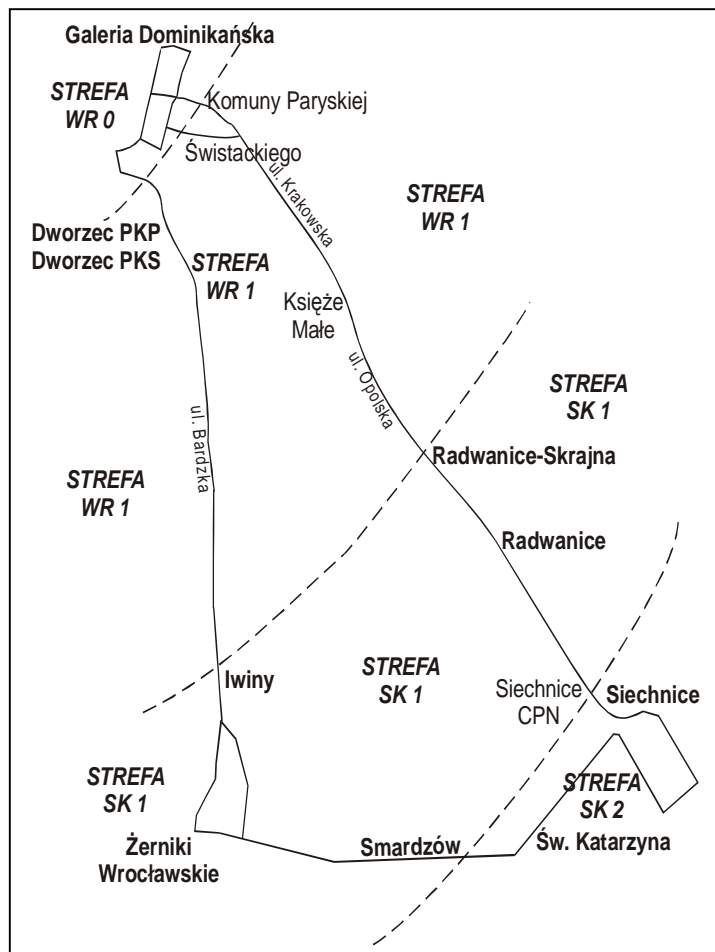 Galeria Dominikańska
STREFA
WR 0
Komuny Paryskiej
Świstackiego
ul. Krakowska
STREFA
WR 1
Dworzec PKP
Dworzec PKS
STREFA
WR 1
Księże
Małe
ul. Opolska
STREFA
SK 1
ul. Bardzka
Radwanice-Skrajna
STREFA
WR 1
Radwanice
Iwiny
STREFA
SK 1
Siechnice
CPN
Siechnice
STREFA
SK 1
STREFA
SK 2
Żerniki
Wrocławskie
Smardzów
Św. Katarzyna